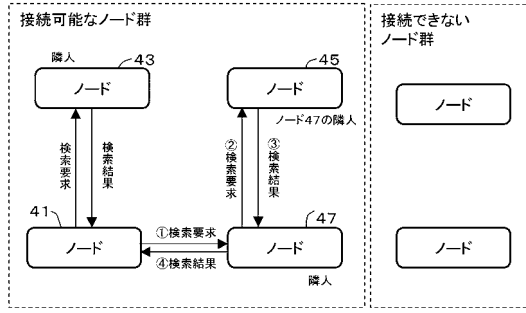 接続可能なノード群
接続できない
ノード群
隣人
43
ノード
45
ノード
ノード47の隣人
ノード
検索要求
検索結果
②検索要求
③検索結果
41
ノード
①検索要求
④検索結果
47
ノード
隣人
ノード